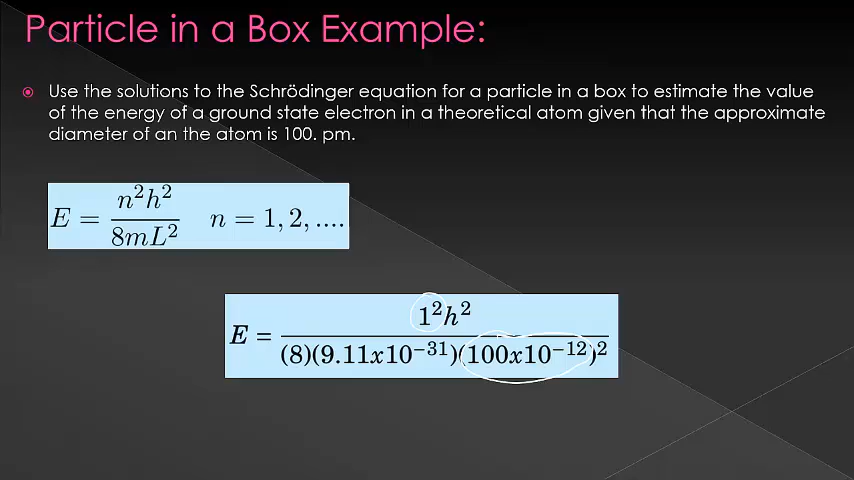 Particle in a Box Example:
Use the solutions to the Schrödinger equation for a particle in a box to estimate the value
of the energy of a ground state electron in a theoretical atom given that the approximate
diameter of an the atom is 100. pm.
E = n²h² / 8mL² n = 1, 2, ....
E = 1²h² / (8)(9.11x10⁻³¹)(100x10⁻¹²)²